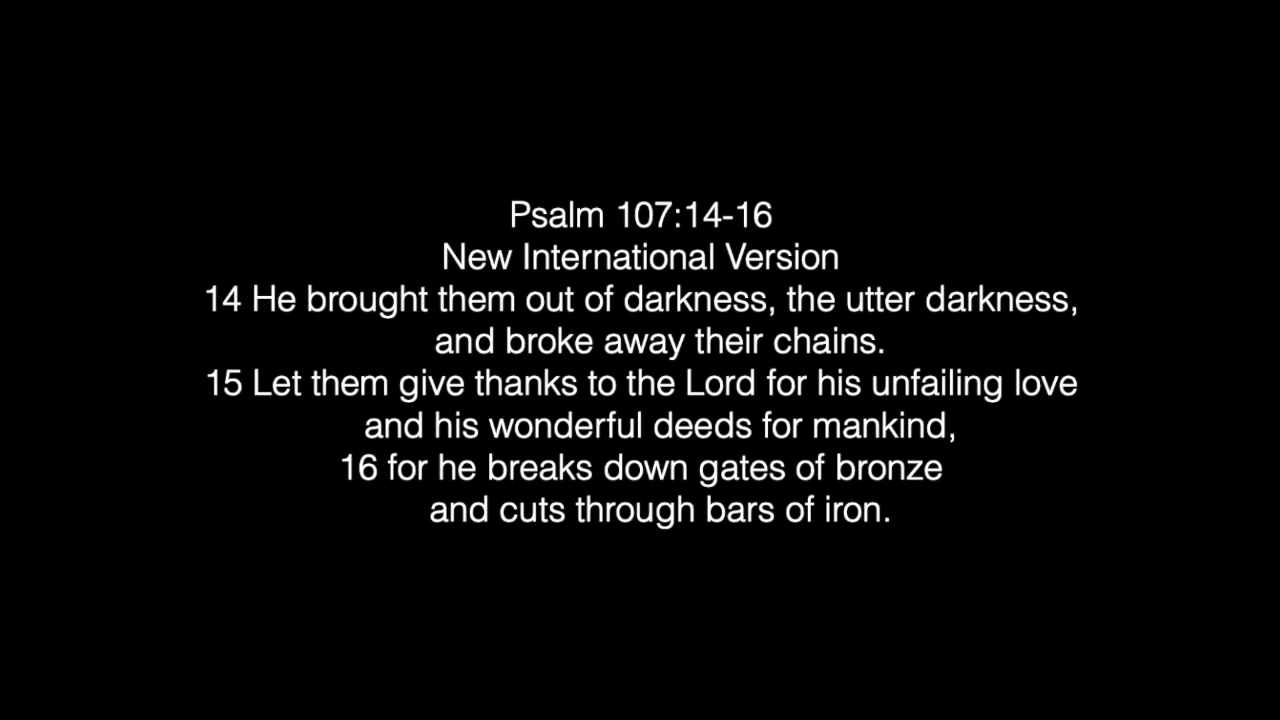 Psalm 107:14-16
New International Version
14 He brought them out of darkness, the utter darkness,
and broke away their chains.
15 Let them give thanks to the Lord for his unfailing love
and his wonderful deeds for mankind,
16 for he breaks down gates of bronze
and cuts through bars of iron.